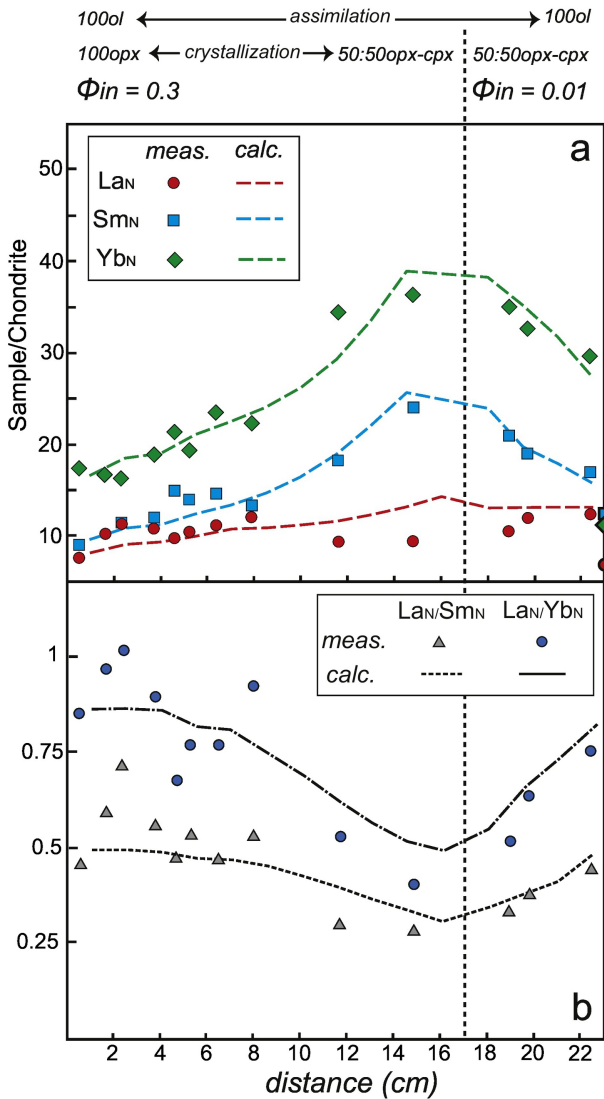 100ol assimilation 100ol
100opx crystallization 50:50opx-cpx 50:50opx-cpx
Φin = 0.3 Φin = 0.01
a
meas. calc.
LaN
SmN
YbN
Sample/Chondrite
50
40
30
20
10
LaN/SmN LaN/YbN
meas.
calc.
1
0.75
0.5
0.25
b
2 4 6 8 10 12 14 16 18 20 22
distance (cm)